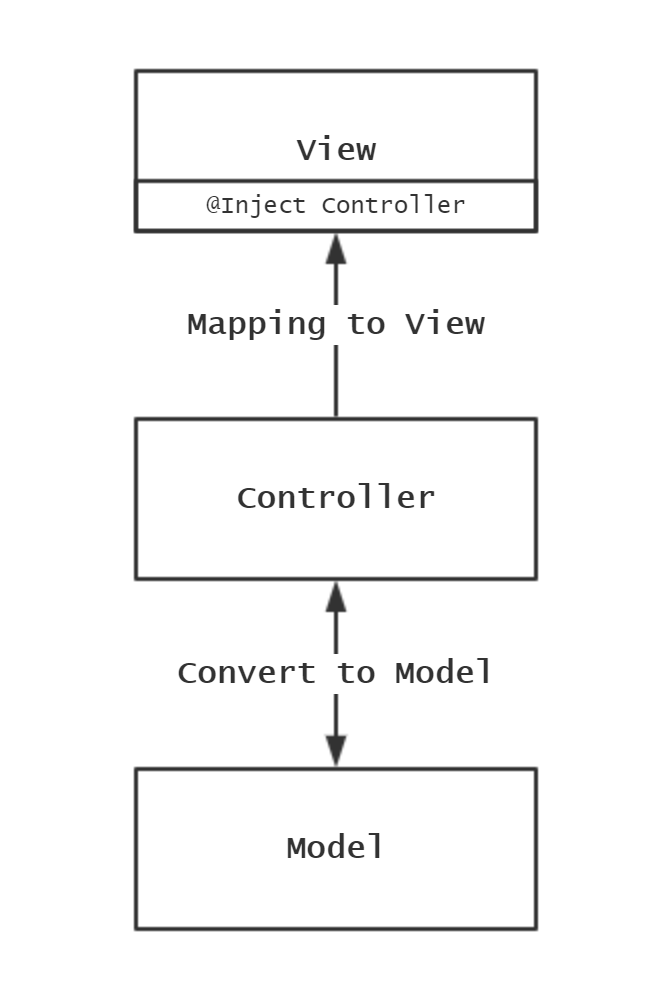 View
@Inject Controller
Mapping to View
Controller
Convert to Model
Model